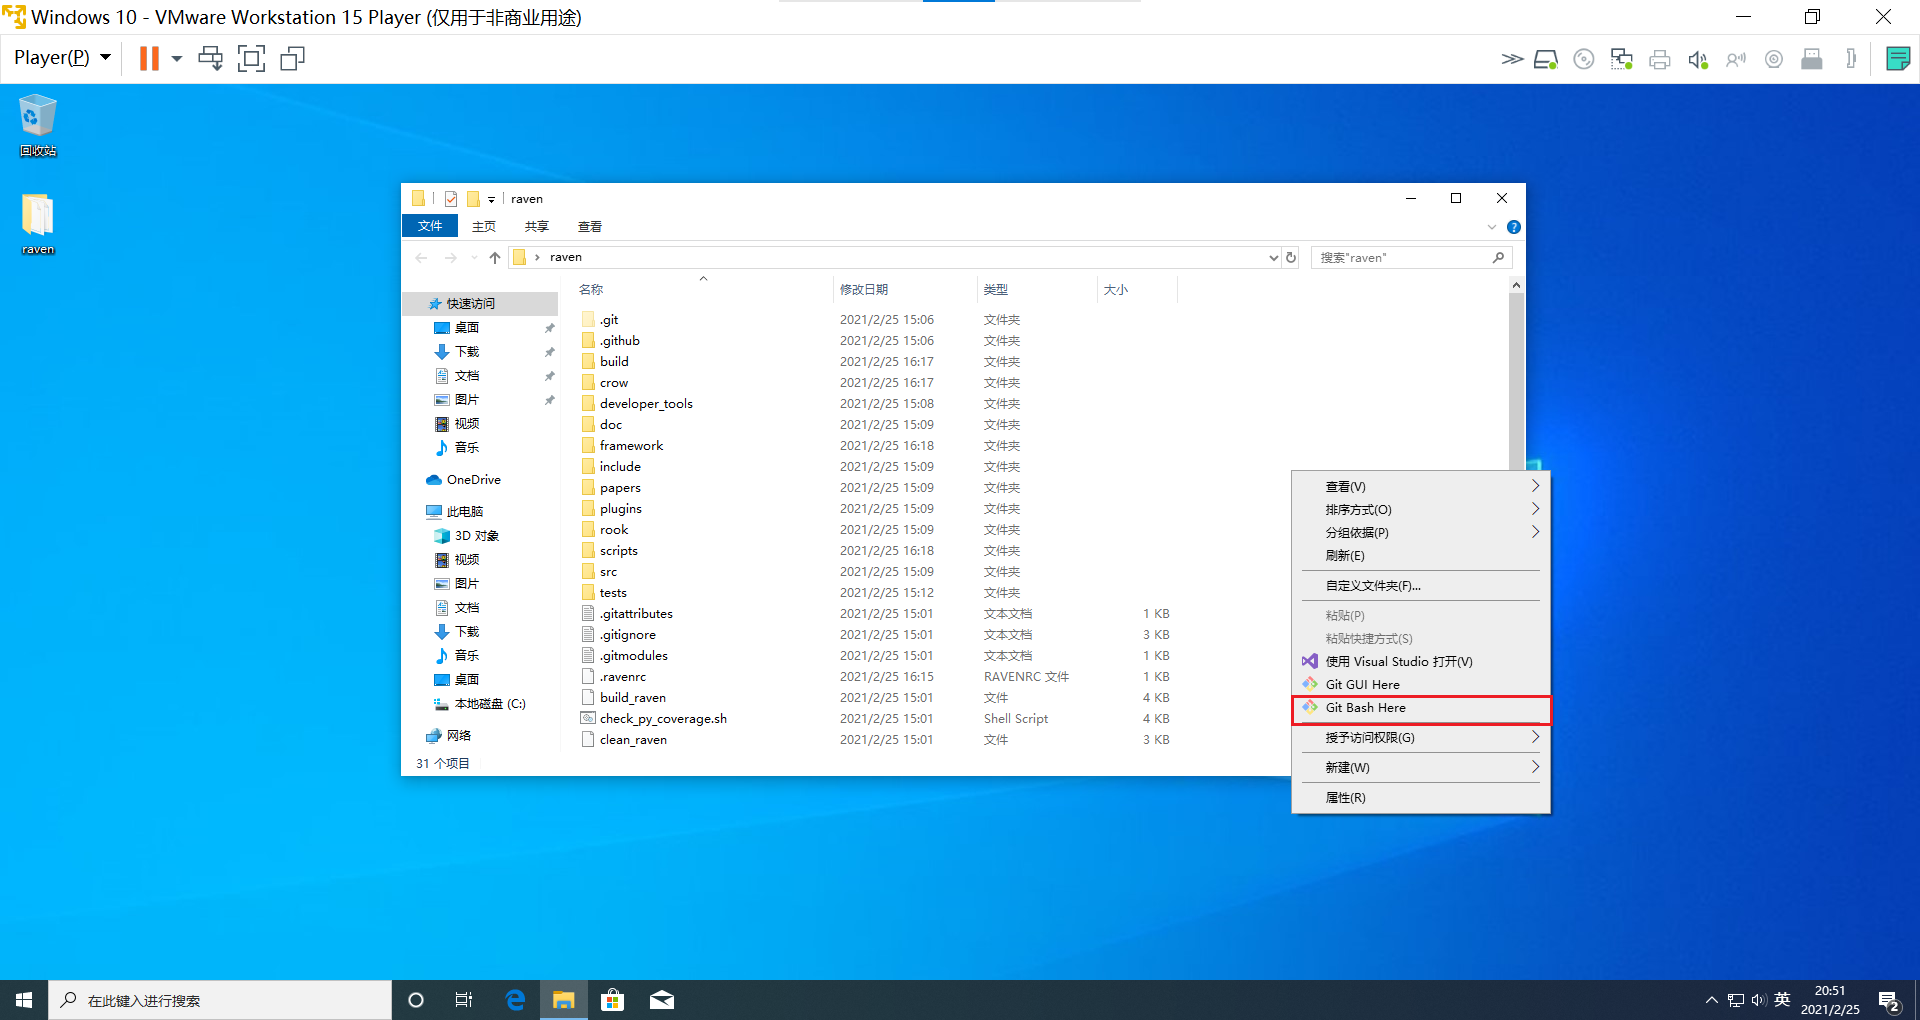 Windows 10 - VMware Workstation 15 Player (仅用于非商业用途)
Player(P)
回收站
raven
raven
文件 主页 共享 查看
raven
搜索"raven"
名称 修改日期 类型 大小
快速访问
桌面
下载
文档
图片
视频
音乐
OneDrive
此电脑
3D 对象
视频
图片
文档
下载
音乐
桌面
本地磁盘 (C:)
网络
.git 2021/2/25 15:06 文件夹
.github 2021/2/25 15:06 文件夹
build 2021/2/25 16:17 文件夹
crow 2021/2/25 16:17 文件夹
developer_tools 2021/2/25 15:08 文件夹
doc 2021/2/25 15:09 文件夹
framework 2021/2/25 16:18 文件夹
include 2021/2/25 15:09 文件夹
papers 2021/2/25 15:09 文件夹
plugins 2021/2/25 15:09 文件夹
rook 2021/2/25 15:09 文件夹
scripts 2021/2/25 16:18 文件夹
src 2021/2/25 15:09 文件夹
tests 2021/2/25 15:12 文件夹
.gitattributes 2021/2/25 15:01 文本文档 1 KB
.gitignore 2021/2/25 15:01 文本文档 3 KB
.gitmodules 2021/2/25 15:01 文本文档 1 KB
.ravenrc 2021/2/25 16:15 RAVENRC 文件 1 KB
build_raven 2021/2/25 15:01 文件 4 KB
check_py_coverage.sh 2021/2/25 15:01 Shell Script 4 KB
clean_raven 2021/2/25 15:01 文件 3 KB
31 个项目
查看(V)
排序方式(O)
分组依据(P)
刷新(E)
自定义文件夹(F)...
粘贴(P)
粘贴快捷方式(S)
使用 Visual Studio 打开(V)
Git GUI Here
Git Bash Here
授予访问权限(G)
新建(W)
属性(R)
在此键入进行搜索
英
20:51
2021/2/25
2